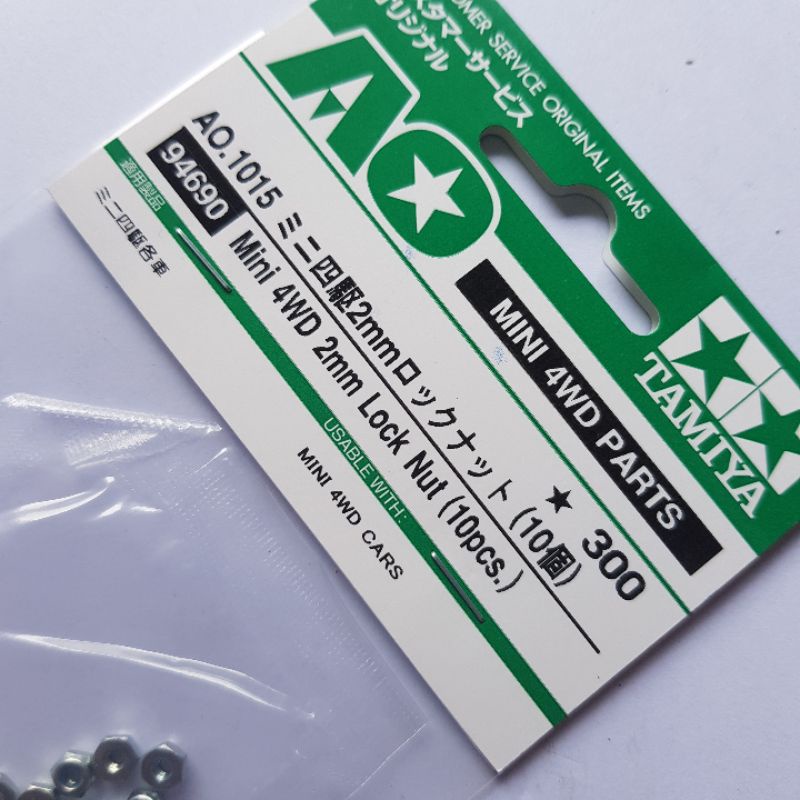 OMER SERVICE ORIGINAL ITEMS
スタマーサービス
オリジナル
AO
MINI 4WD PARTS
TAMIYA
★ 300
AO.1015 ミニ四駆2mmロックナット (10個)
94690 Mini 4WD 2mm Lock Nut (10pcs.)
適用製品 USABLE WITH:
ミニ四駆各車 MINI 4WD CARS